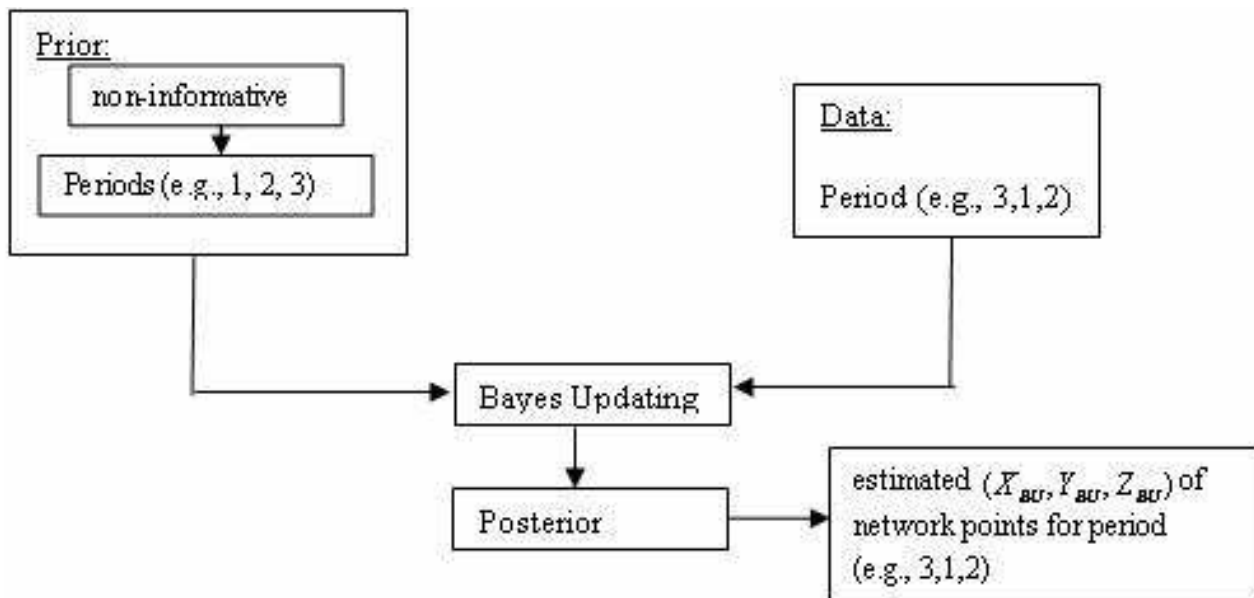 Prior:
non-informative
Periods (e.g., 1, 2, 3)
Data:
Period (e.g., 3,1,2)
Bayes Updating
Posterior
estimated (X_BU, Y_BU, Z_BU) of
network points for period
(e.g., 3,1,2)